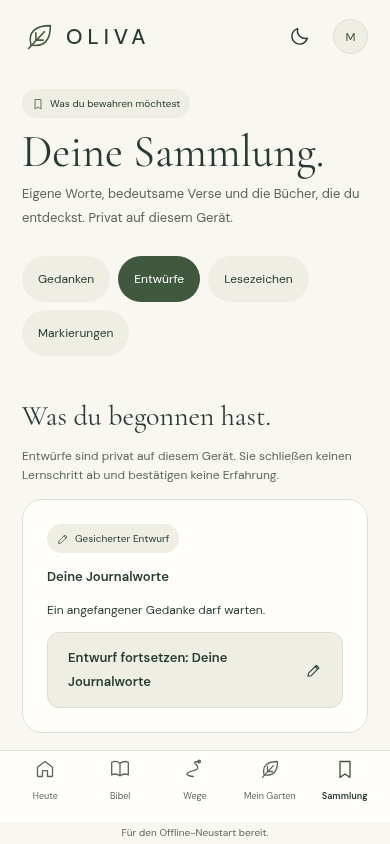 OLIVA
M
Was du bewahren möchtest
Deine Sammlung.
Eigene Worte, bedeutsame Verse und die Bücher, die du
entdeckst. Privat auf diesem Gerät.
Gedanken
Entwürfe
Lesezeichen
Markierungen
Was du begonnen hast.
Entwürfe sind privat auf diesem Gerät. Sie schließen keinen
Lernschritt ab und bestätigen keine Erfahrung.
Gesicherter Entwurf
Deine Journalworte
Ein angefangener Gedanke darf warten.
Entwurf fortsetzen: Deine
Journalworte
Heute
Bibel
Wege
Mein Garten
Sammlung
Für den Offline-Neustart bereit.